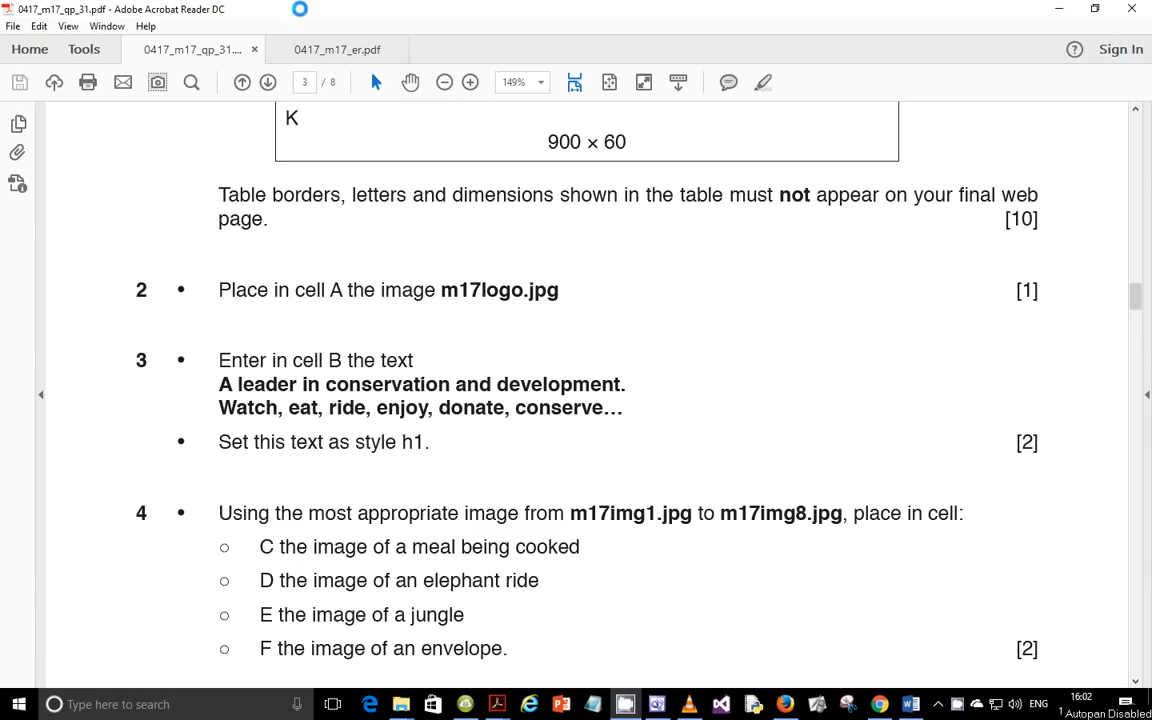 0417_m17_qp_31.pdf - Adobe Acrobat Reader DC
File Edit View Window Help
Home Tools 0417_m17_qp_31.... × 0417_m17_er.pdf Sign In
3 / 8 149%
K
900 × 60
Table borders, letters and dimensions shown in the table must not appear on your final web
page. [10]
2 • Place in cell A the image m17logo.jpg [1]
3 • Enter in cell B the text
A leader in conservation and development.
Watch, eat, ride, enjoy, donate, conserve…
• Set this text as style h1. [2]
4 • Using the most appropriate image from m17img1.jpg to m17img8.jpg, place in cell:
○ C the image of a meal being cooked
○ D the image of an elephant ride
○ E the image of a jungle
○ F the image of an envelope. [2]
Type here to search
ENG
16:02
1 Autopan Disabled